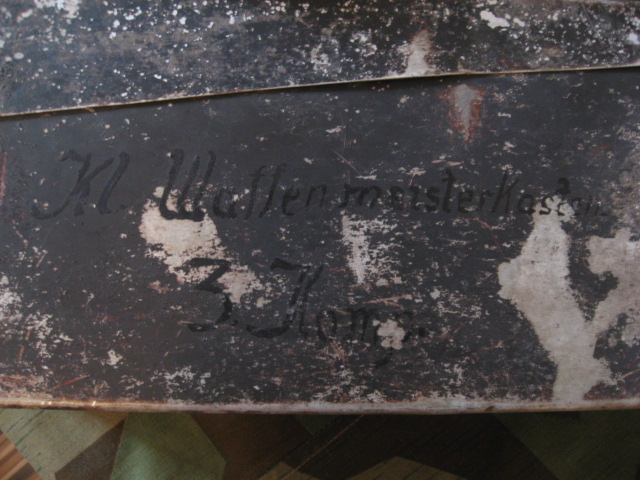 Kl. Waffenmeisterkasten.
3. Komp.